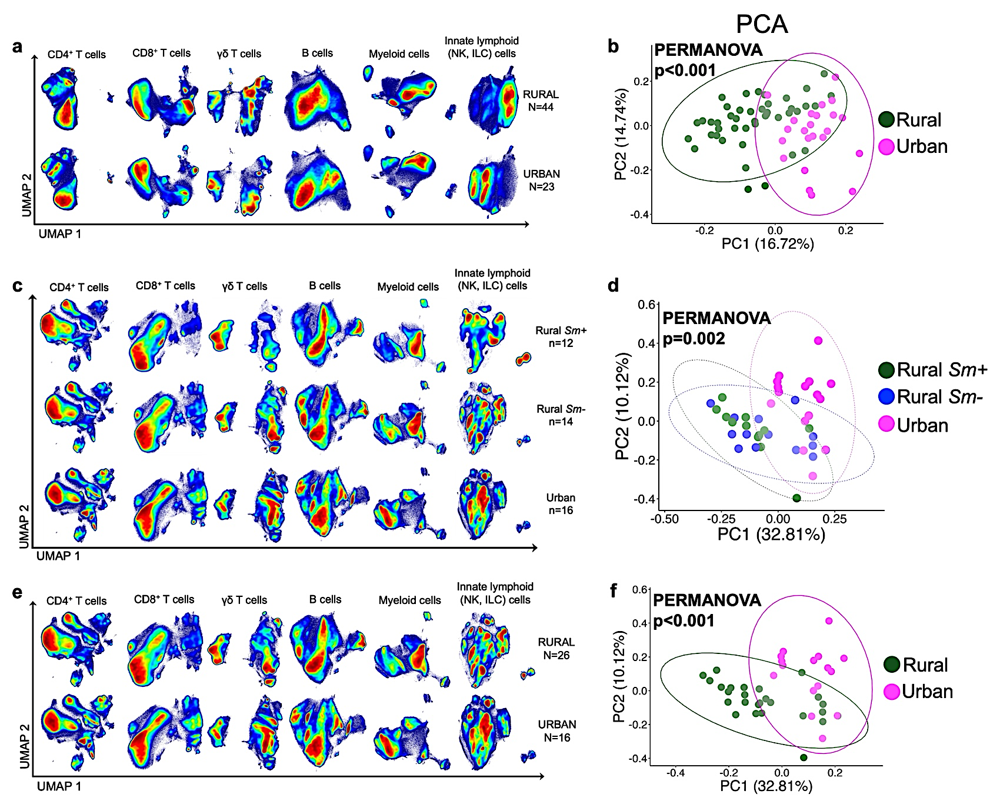 PCA
a
CD4⁺ T cells
CD8⁺ T cells
γδ T cells
B cells
Myeloid cells
Innate lymphoid
(NK, ILC) cells
RURAL
N=44
URBAN
N=23
UMAP 2
UMAP 1
b
PERMANOVA
p<0.001
0.2
0.0
-0.2
-0.4
PC2 (14.74%)
-0.2
0.0
0.2
PC1 (16.72%)
Rural
Urban
c
CD4⁺ T cells
CD8⁺ T cells
γδ T cells
B cells
Myeloid cells
Innate lymphoid
(NK, ILC) cells
Rural Sm+
n=12
Rural Sm-
n=14
Urban
n=16
UMAP 2
UMAP 1
d
PERMANOVA
p=0.002
0.6
0.4
0.2
0.0
-0.2
-0.4
PC2 (10.12%)
-0.50
-0.25
0.00
0.25
PC1 (32.81%)
Rural Sm+
Rural Sm-
Urban
e
CD4⁺ T cells
CD8⁺ T cells
γδ T cells
B cells
Myeloid cells
Innate lymphoid
(NK, ILC) cells
RURAL
N=26
URBAN
N=16
UMAP 2
UMAP 1
f
PERMANOVA
p<0.001
0.6
0.4
0.2
0.0
-0.2
-0.4
PC2 (10.12%)
-0.4
-0.2
0.0
0.2
PC1 (32.81%)
Rural
Urban